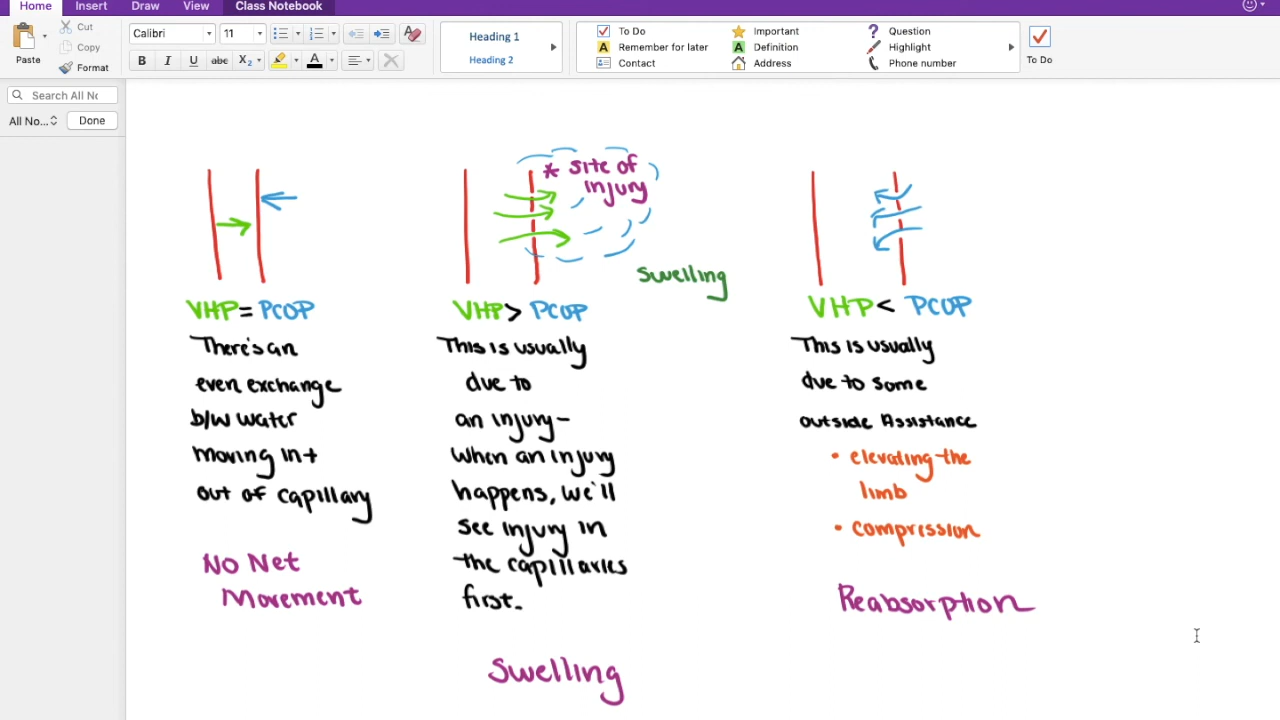 Home Insert Draw View Class Notebook
Paste
Cut
Copy
Format
Calibri 11
B I U abc X2 A
Heading 1
Heading 2
To Do
Remember for later
Contact
Important
Definition
Address
Question
Highlight
Phone number
To Do
Search All Nc
All No...
Done
VHP = PCOP
There's an
even exchange
b/w water
moving in +
out of capillary
No Net
Movement
* site of
injury
swelling
VHP > PCOP
This is usually
due to
an injury-
when an injury
happens, we'll
see injury in
the capillaries
first.
Swelling
VHP < PCOP
This is usually
due to some
outside Assistance
• elevating the
limb
• compression
Reabsorption